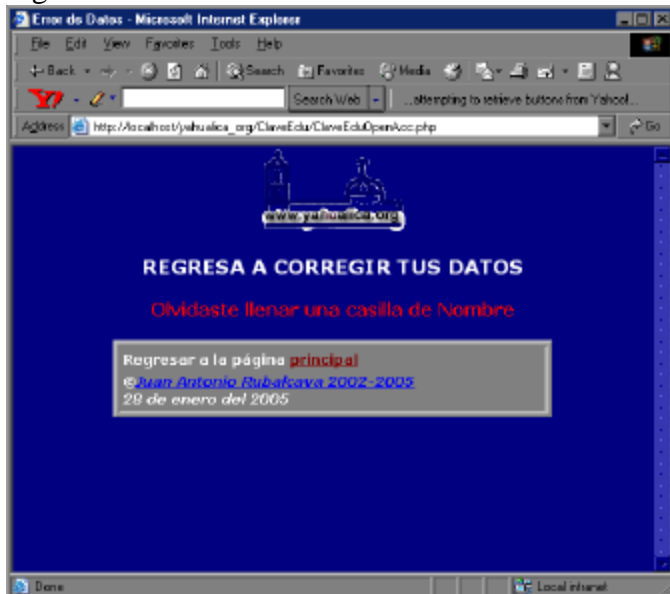 Error de Datos - Microsoft Internet Explorer
File Edit View Favorites Tools Help
Back Search Favorites Media
Y! Search Web ...attempting to retrieve buttons from Yahoo!...
Address http://localhost/yahualica_org/ClaveEdu/ClaveEduOpenAcc.php Go
www.yahualica.org
REGRESA A CORREGIR TUS DATOS
Olvidaste llenar una casilla de Nombre
Regresar a la página principal
©Juan Antonio Rubalcava 2002-2005
28 de enero del 2005
Done Local intranet